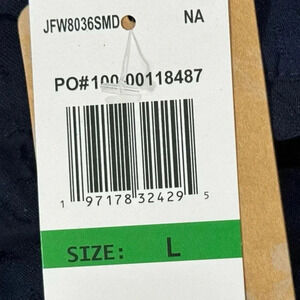 JFW8036SMD NA
PO#100-00118487
1 97178 32429 5
SIZE: L